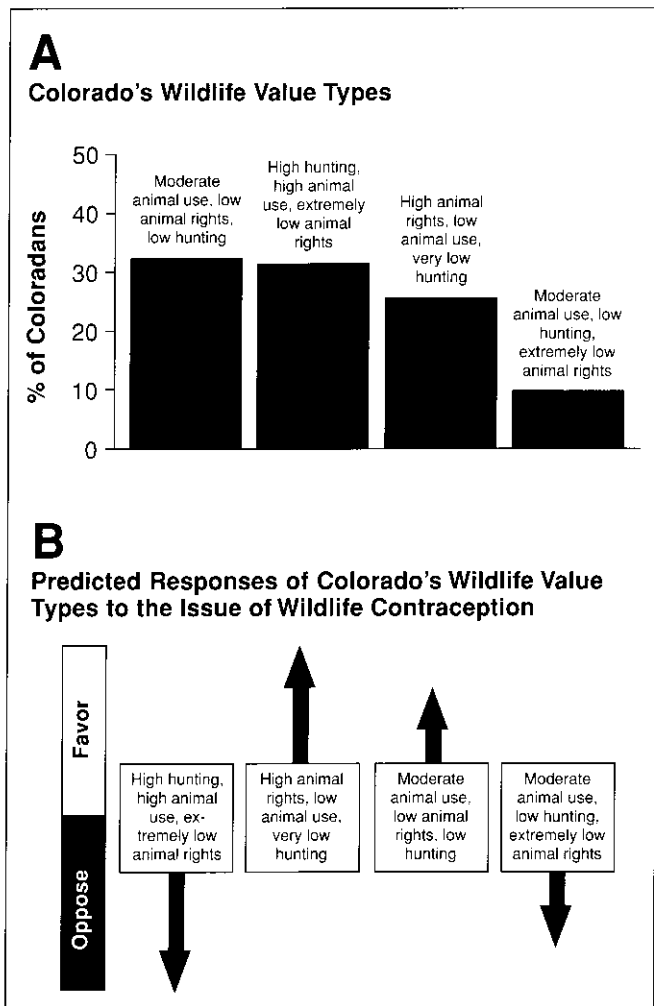 A
Colorado's Wildlife Value Types
% of Coloradans
50
40
30
20
10
0
Moderate
animal use, low
animal rights,
low hunting
High hunting,
high animal
use, extremely
low animal
rights
High animal
rights, low
animal use,
very low
hunting
Moderate
animal use, low
hunting,
extremely low
animal rights
B
Predicted Responses of Colorado's Wildlife Value
Types to the Issue of Wildlife Contraception
Favor
Oppose
High hunting,
high animal
use, ex-
tremely low
animal rights
High animal
rights, low
animal use,
very low
hunting
Moderate
animal use,
low animal
rights, low
hunting
Moderate
animal use,
low hunting,
extremely low
animal rights